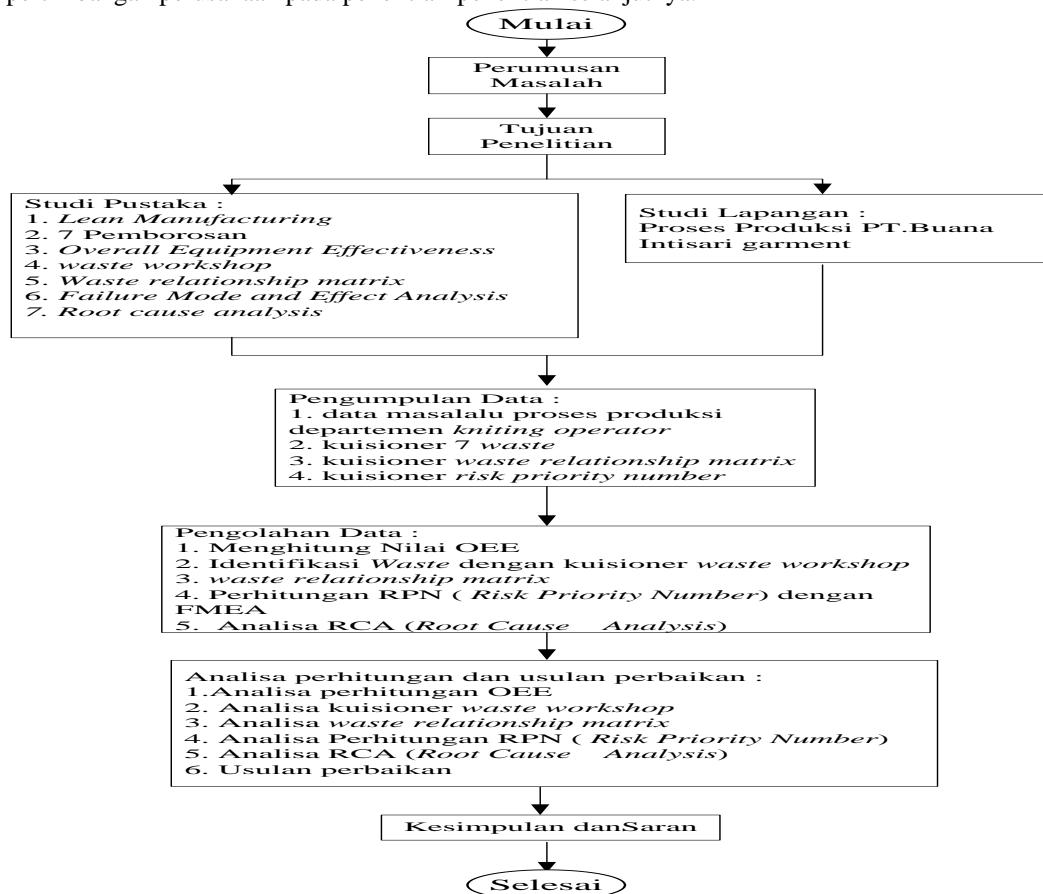 Mulai
Perumusan
Masalah
Tujuan
Penelitian
Studi Pustaka :
1. Lean Manufacturing
2. 7 Pemborosan
3. Overall Equipment Effectiveness
4. waste workshop
5. Waste relationship matrix
6. Failure Mode and Effect Analysis
7. Root cause analysis
Studi Lapangan :
Proses Produksi PT.Buana
Intisari garment
Pengumpulan Data :
1. data masalalu proses produksi
departemen kniting operator
2. kuisioner 7 waste
3. kuisioner waste relationship matrix
4. kuisioner risk priority number
Pengolahan Data :
1. Menghitung Nilai OEE
2. Identifikasi Waste dengan kuisioner waste workshop
3. waste relationship matrix
4. Perhitungan RPN ( Risk Priority Number) dengan
FMEA
5. Analisa RCA (Root Cause Analysis)
Analisa perhitungan dan usulan perbaikan :
1.Analisa perhitungan OEE
2. Analisa kuisioner waste workshop
3. Analisa waste relationship matrix
4. Analisa Perhitungan RPN ( Risk Priority Number)
5. Analisa RCA (Root Cause Analysis)
6. Usulan perbaikan
Kesimpulan danSaran
Selesai